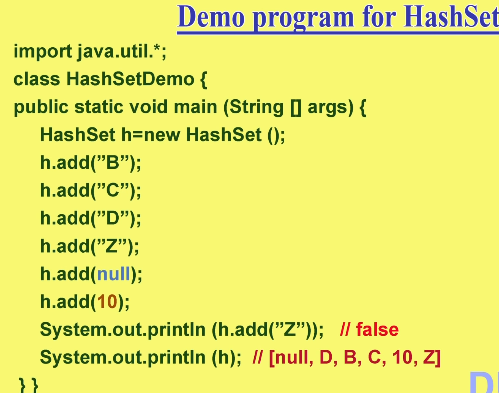 Demo program for HashSet
import java.util.*;
class HashSetDemo {
public static void main (String [] args) {
HashSet h=new HashSet ();
h.add(”B”);
h.add(”C”);
h.add(”D”);
h.add(”Z”);
h.add(null);
h.add(10);
System.out.println (h.add(”Z”)); // false
System.out.println (h); // [null, D, B, C, 10, Z]
} }